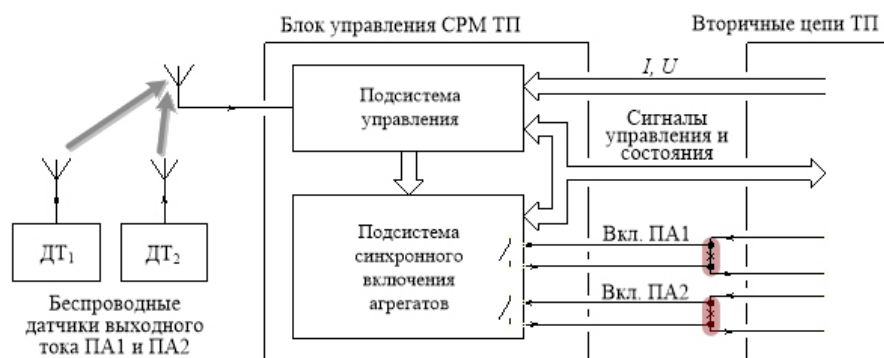 Блок управления СРМ ТП
Вторичные цепи ТП
I, U
Подсистема
управления
Сигналы
управления и
состояния
ДТ1
ДТ2
Подсистема
синхронного
включения
агрегатов
Вкл. ПА1
Вкл. ПА2
Беспроводные
датчики выходного
тока ПА1 и ПА2